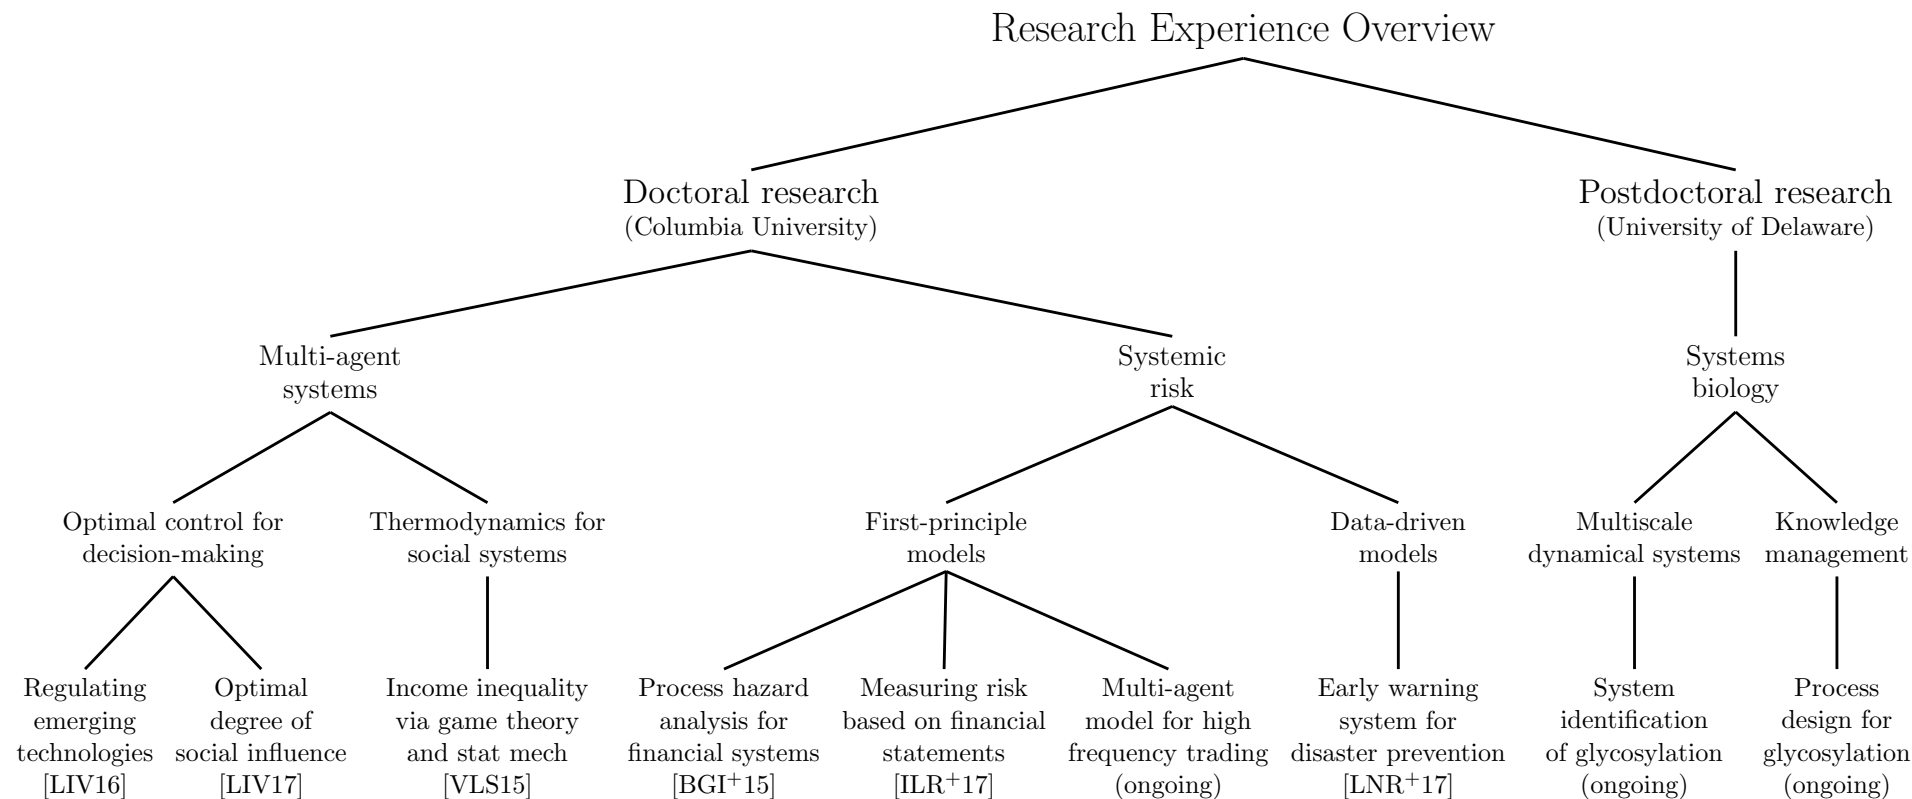 Research Experience Overview
Doctoral research
(Columbia University)
Postdoctoral research
(University of Delaware)
Multi-agent
systems
Systemic
risk
Systems
biology
Optimal control for
decision-making
Thermodynamics for
social systems
First-principle
models
Data-driven
models
Multiscale
dynamical systems
Knowledge
management
Regulating
emerging
technologies
[LIV16]
Optimal
degree of
social influence
[LIV17]
Income inequality
via game theory
and stat mech
[VLS15]
Process hazard
analysis for
financial systems
[BGI⁺15]
Measuring risk
based on financial
statements
[ILR⁺17]
Multi-agent
model for high
frequency trading
(ongoing)
Early warning
system for
disaster prevention
[LNR⁺17]
System
identification
of glycosylation
(ongoing)
Process
design for
glycosylation
(ongoing)